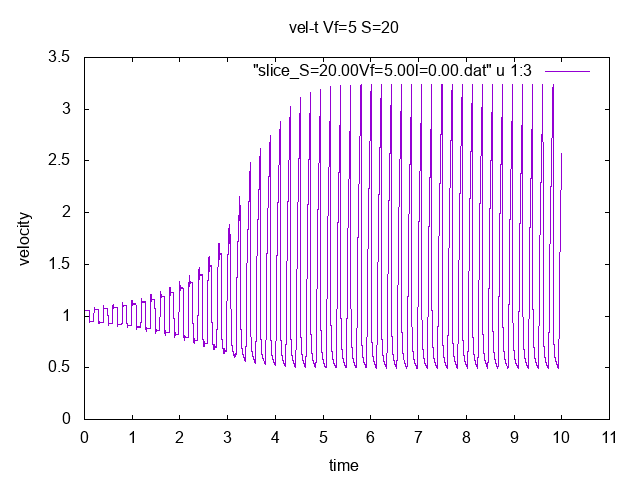 vel-t Vf=5 S=20
"slice_S=20.00Vf=5.00I=0.00.dat" u 1:3
3.5
3
2.5
2
1.5
1
0.5
0
velocity
0 1 2 3 4 5 6 7 8 9 10 11
time